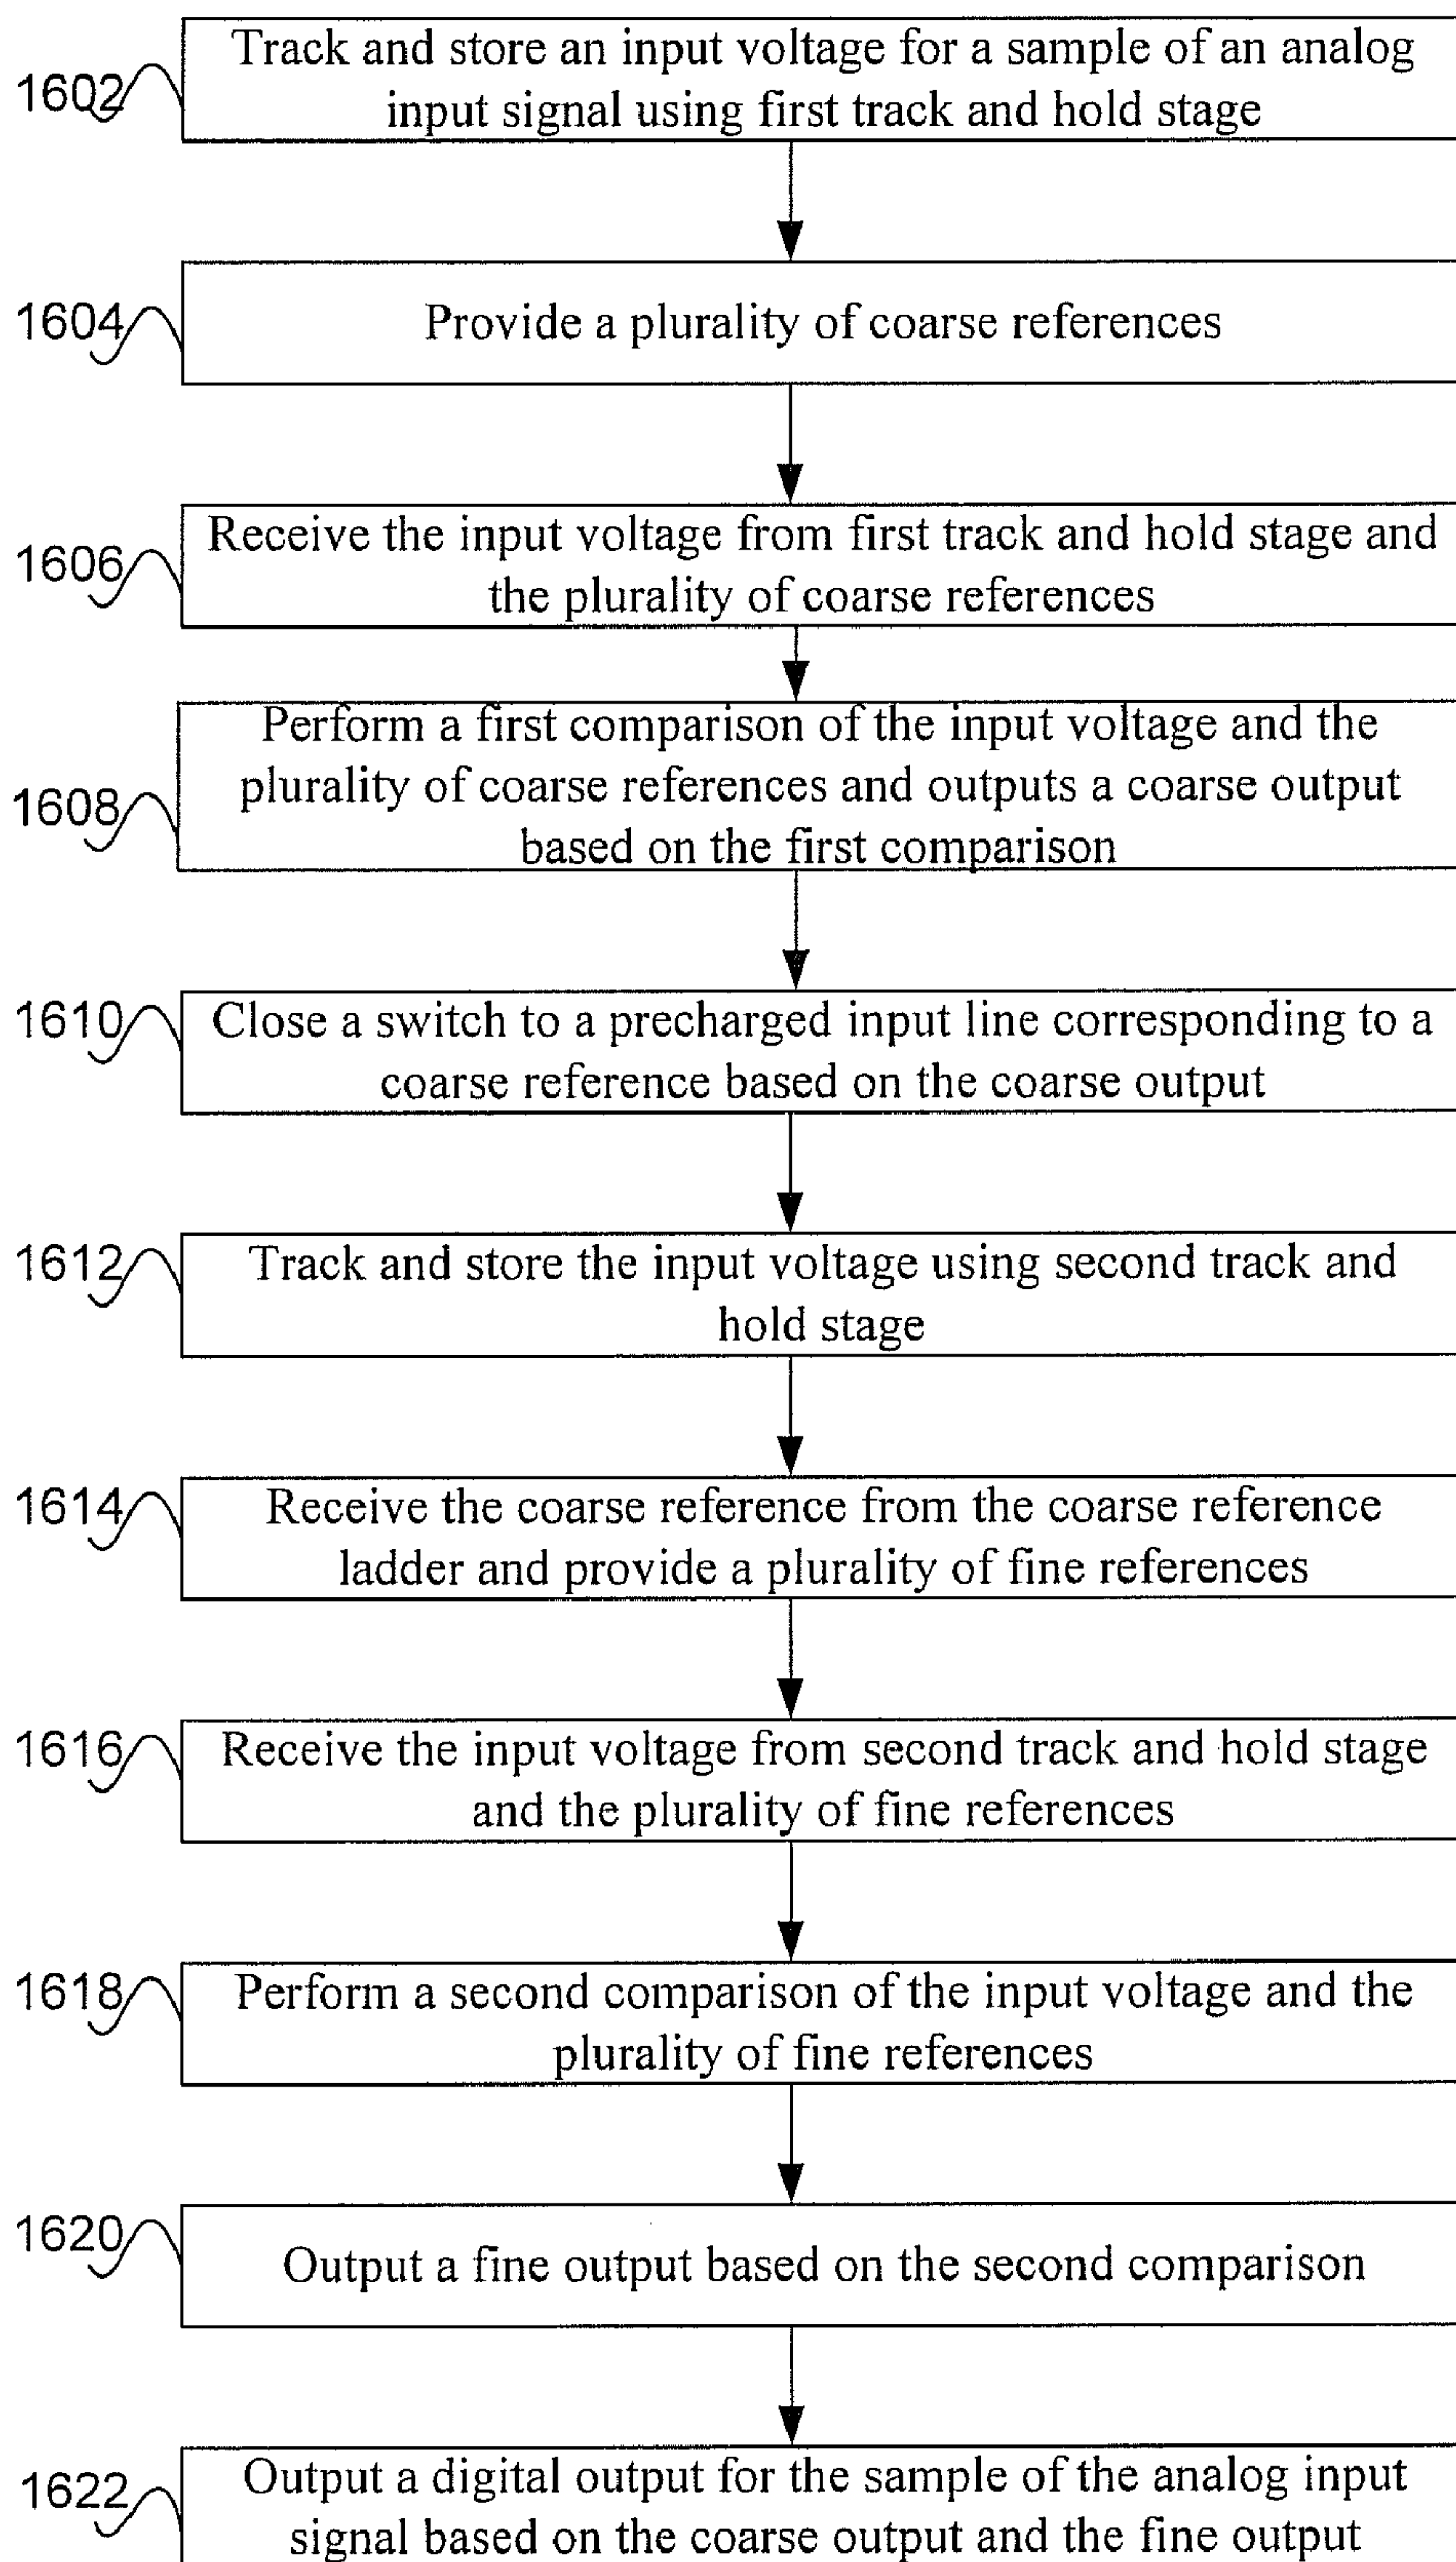 1602
Track and store an input voltage for a sample of an analog
input signal using first track and hold stage
1604
Provide a plurality of coarse references
1606
Receive the input voltage from first track and hold stage and
the plurality of coarse references
1608
Perform a first comparison of the input voltage and the
plurality of coarse references and outputs a coarse output
based on the first comparison
1610
Close a switch to a precharged input line corresponding to a
coarse reference based on the coarse output
1612
Track and store the input voltage using second track and
hold stage
1614
Receive the coarse reference from the coarse reference
ladder and provide a plurality of fine references
1616
Receive the input voltage from second track and hold stage
and the plurality of fine references
1618
Perform a second comparison of the input voltage and the
plurality of fine references
1620
Output a fine output based on the second comparison
1622
Output a digital output for the sample of the analog input
signal based on the coarse output and the fine output